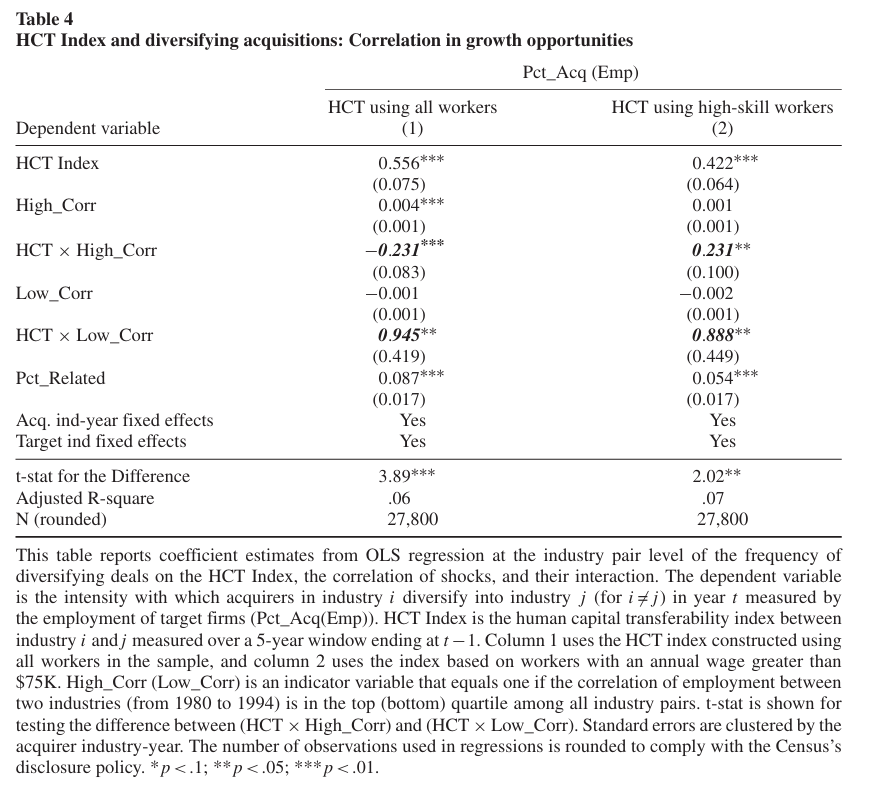 Table 4
HCT Index and diversifying acquisitions: Correlation in growth opportunities
Pct_Acq (Emp)
HCT using all workers HCT using high-skill workers
Dependent variable (1) (2)
HCT Index 0.556*** 0.422***
(0.075) (0.064)
High_Corr 0.004*** 0.001
(0.001) (0.001)
HCT × High_Corr −0.231*** 0.231**
(0.083) (0.100)
Low_Corr −0.001 −0.002
(0.001) (0.001)
HCT × Low_Corr 0.945** 0.888**
(0.419) (0.449)
Pct_Related 0.087*** 0.054***
(0.017) (0.017)
Acq. ind-year fixed effects Yes Yes
Target ind fixed effects Yes Yes
t-stat for the Difference 3.89*** 2.02**
Adjusted R-square .06 .07
N (rounded) 27,800 27,800
This table reports coefficient estimates from OLS regression at the industry pair level of the frequency of
diversifying deals on the HCT Index, the correlation of shocks, and their interaction. The dependent variable
is the intensity with which acquirers in industry i diversify into industry j (for i ≠ j) in year t measured by
the employment of target firms (Pct_Acq(Emp)). HCT Index is the human capital transferability index between
industry i and j measured over a 5-year window ending at t − 1. Column 1 uses the HCT index constructed using
all workers in the sample, and column 2 uses the index based on workers with an annual wage greater than
$75K. High_Corr (Low_Corr) is an indicator variable that equals one if the correlation of employment between
two industries (from 1980 to 1994) is in the top (bottom) quartile among all industry pairs. t-stat is shown for
testing the difference between (HCT × High_Corr) and (HCT × Low_Corr). Standard errors are clustered by the
acquirer industry-year. The number of observations used in regressions is rounded to comply with the Census’s
disclosure policy. *p < .1; **p < .05; ***p < .01.